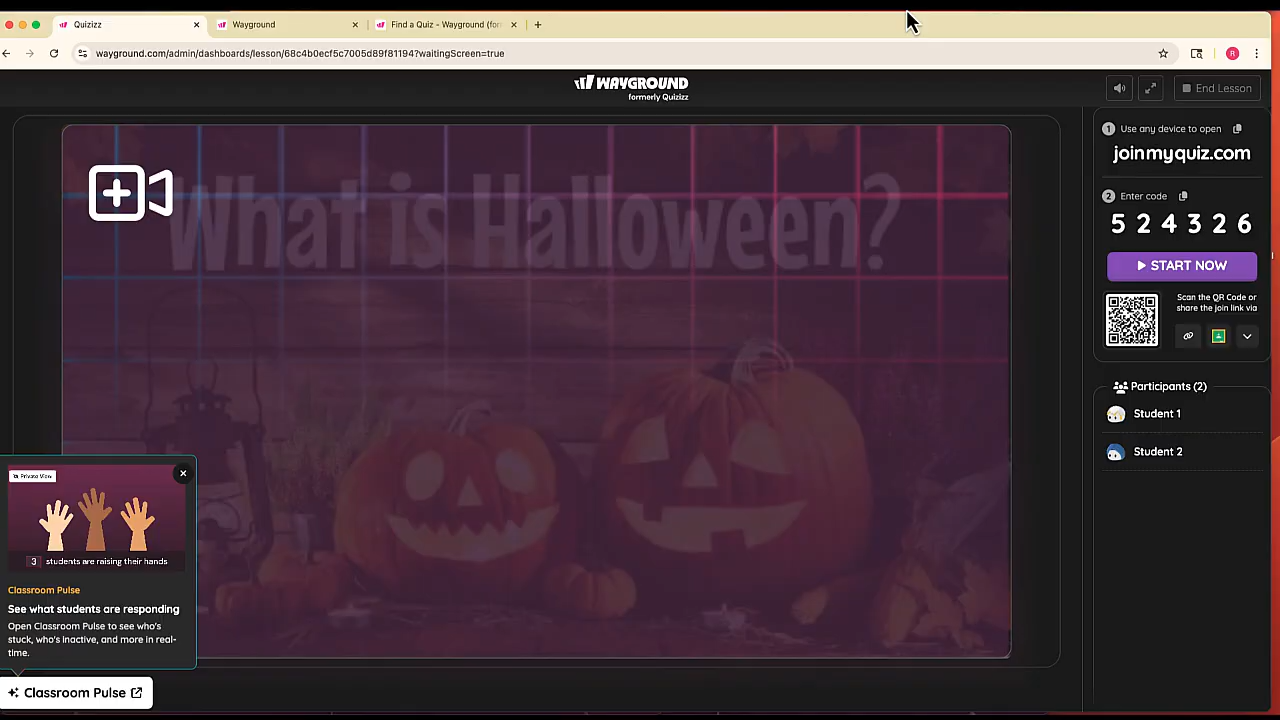 Quizizz
Wayground
Find a Quiz - Wayground (for
wayground.com/admin/dashboards/lesson/68c4b0ecf5c7005d89f81194?waitingScreen=true
R
WAYGROUND
formerly Quizizz
End Lesson
What is Halloween?
1 Use any device to open
joinmyquiz.com
2 Enter code
5 2 4 3 2 6
START NOW
Scan the QR Code or
share the join link via
Participants (2)
Student 1
Student 2
Private View
3 students are raising their hands
Classroom Pulse
See what students are responding
Open Classroom Pulse to see who's
stuck, who's inactive, and more in real-
time.
Classroom Pulse